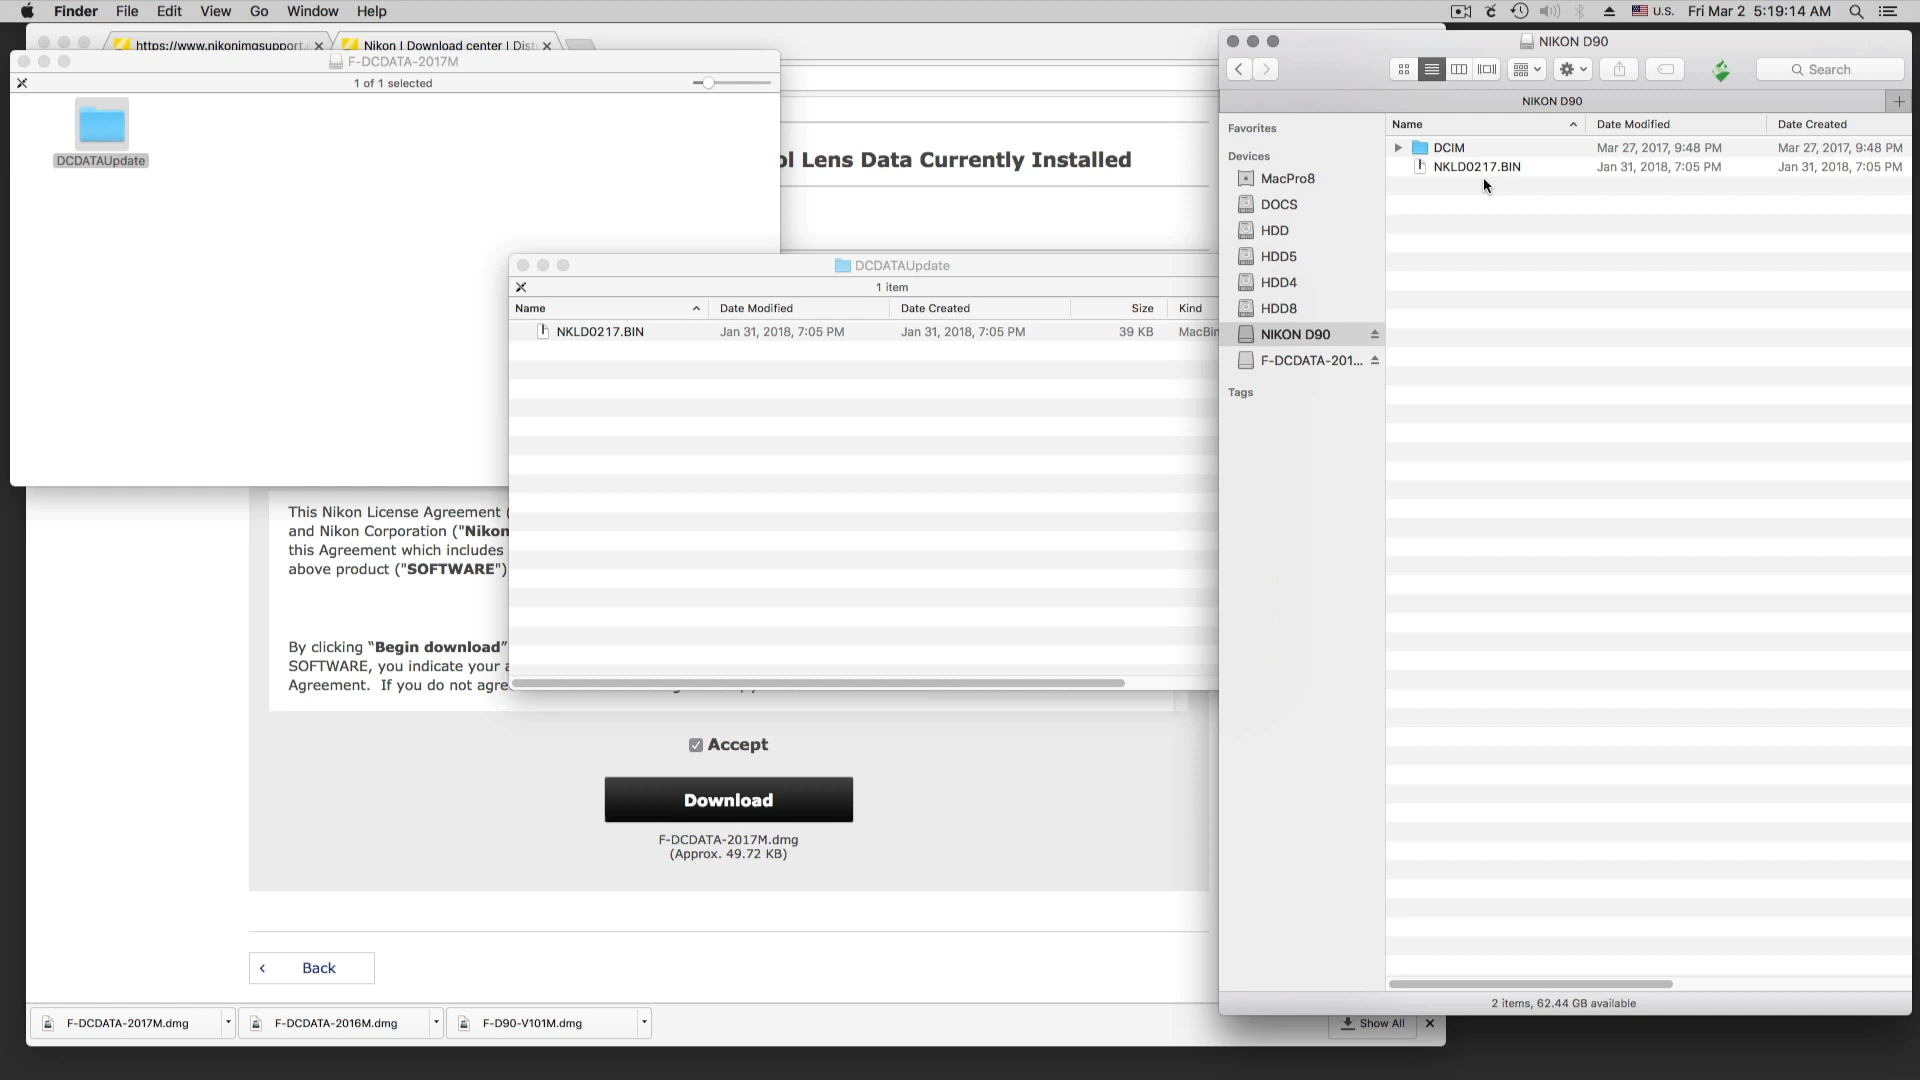 Finder File Edit View Go Window Help
U.S. Fri Mar 2 5:19:14 AM
https://www.nikonimgsupport.
Nikon | Download center | Dist
F-DCDATA-2017M
1 of 1 selected
DCDATAUpdate
ol Lens Data Currently Installed
DCDATAUpdate
1 item
Name Date Modified Date Created Size Kind
NKLD0217.BIN Jan 31, 2018, 7:05 PM Jan 31, 2018, 7:05 PM 39 KB MacBin
This Nikon License Agreement (
and Nikon Corporation ("Nikon
this Agreement which includes
above product ("SOFTWARE")
By clicking “Begin download”
SOFTWARE, you indicate your a
Agreement. If you do not agre
Accept
Download
F-DCDATA-2017M.dmg
(Approx. 49.72 KB)
Back
F-DCDATA-2017M.dmg
F-DCDATA-2016M.dmg
F-D90-V101M.dmg
Show All
NIKON D90
Search
NIKON D90
Favorites
Devices
MacPro8
DOCS
HDD
HDD5
HDD4
HDD8
NIKON D90
F-DCDATA-201...
Tags
Name Date Modified Date Created
DCIM Mar 27, 2017, 9:48 PM Mar 27, 2017, 9:48 PM
NKLD0217.BIN Jan 31, 2018, 7:05 PM Jan 31, 2018, 7:05 PM
2 items, 62.44 GB available